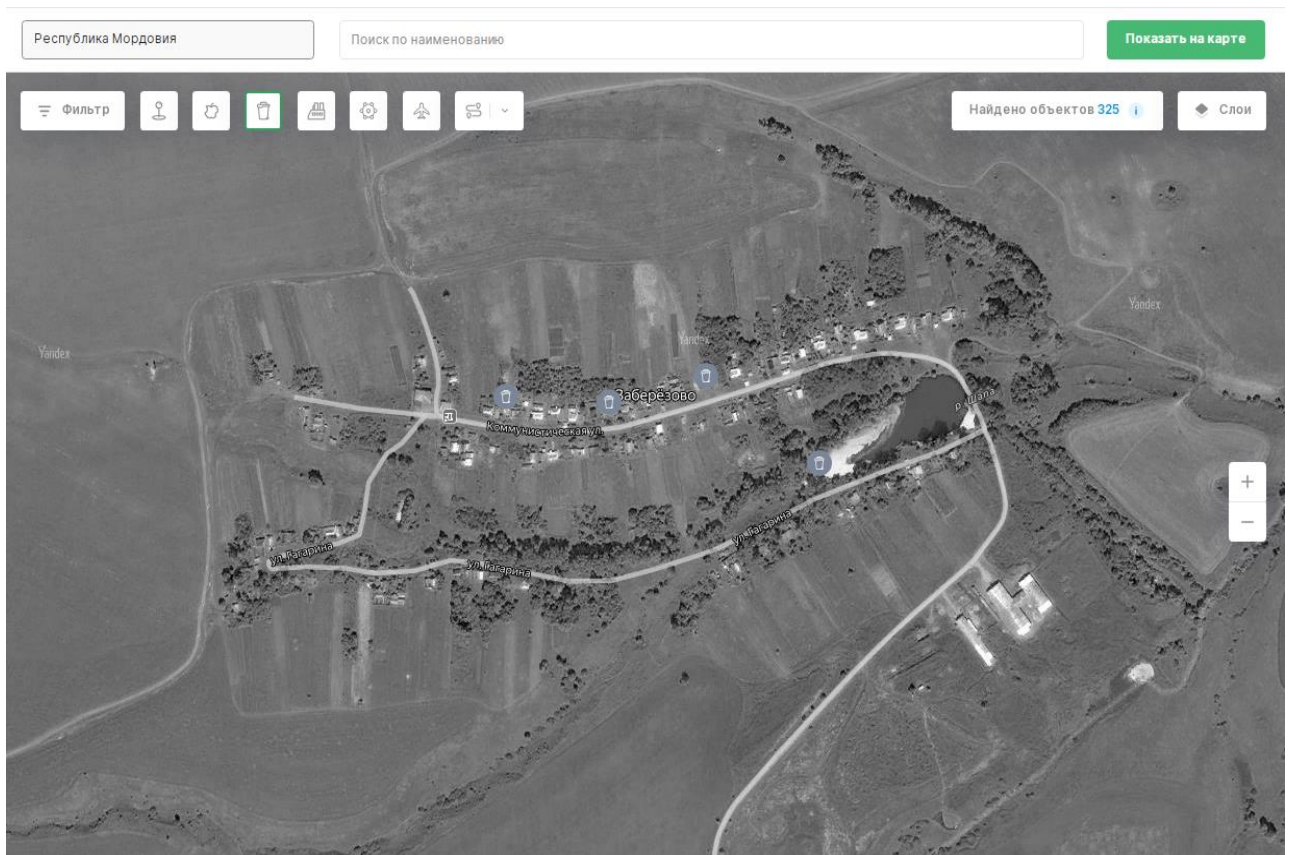 Республика Мордовия
Поиск по наименованию
Показать на карте
Фильтр
Найдено объектов 325 i
Слои
Yandex
Yandex
Yandex
Заберёзово
р. Шала
Коммунистическая ул.
ул. Гагарина
ул. Гагарина
ул. Гагарина
+
−